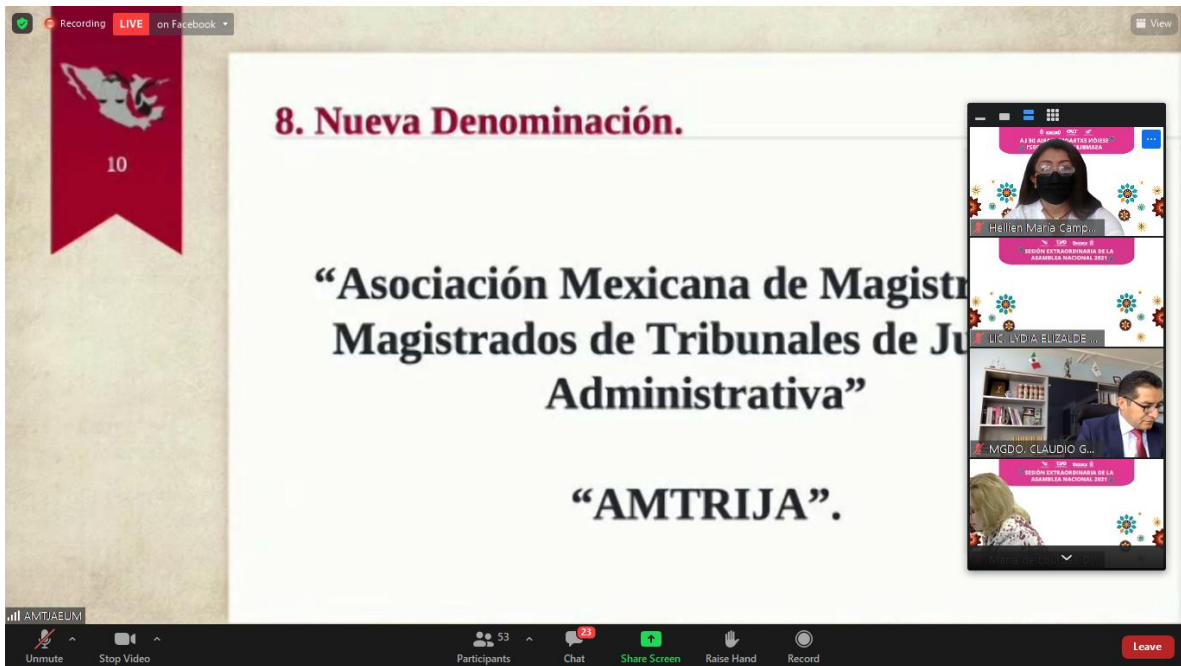 Recording LIVE on Facebook
View
10
8. Nueva Denominación.
“Asociación Mexicana de Magistr
Magistrados de Tribunales de Ju
Administrativa”
“AMTRIJA”.
Hellien María Camp...
SESIÓN EXTRAORDINARIA DE LA
ASAMBLEA NACIONAL 2021
LIC. LYDIA ELIZALDE ...
MGDO. CLAUDIO G...
SESIÓN EXTRAORDINARIA DE LA
ASAMBLEA NACIONAL 2021
AMTJAEUM
53
23
Unmute
Stop Video
Participants
Chat
Share Screen
Raise Hand
Record
Leave